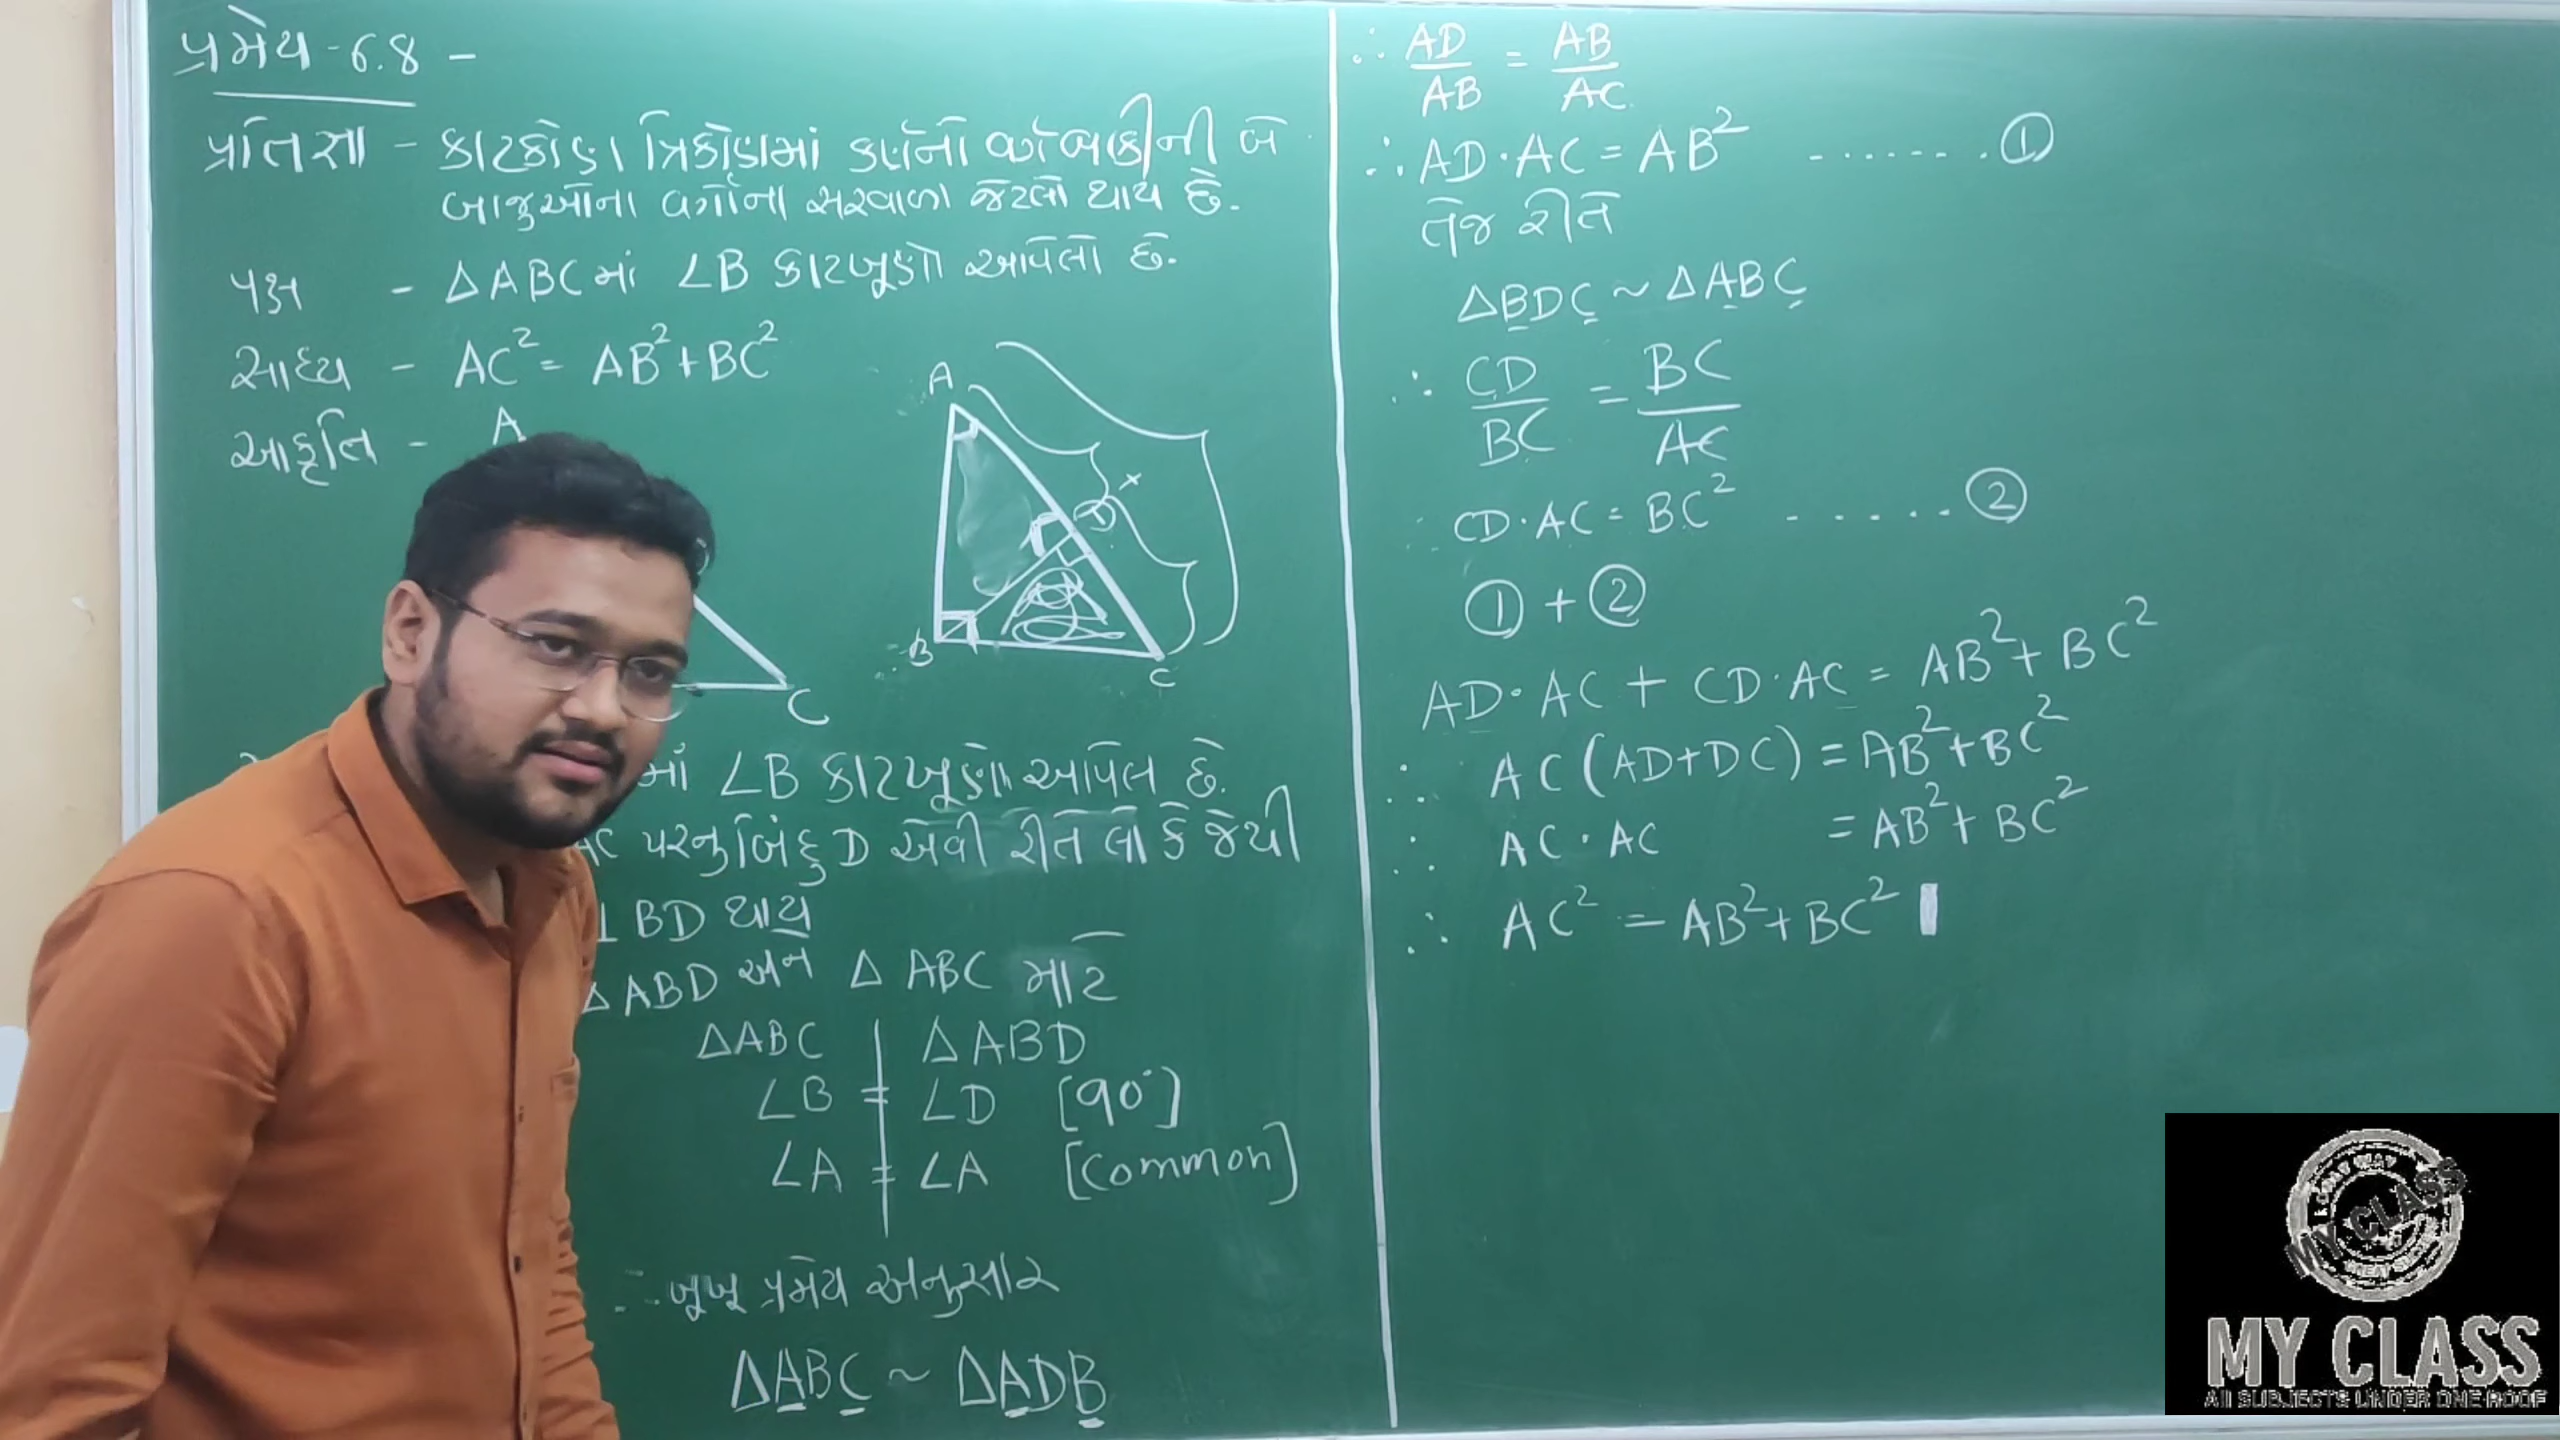 પ્રમેય - 6.8 -
પ્રતિજ્ઞા - કાટકોણ ત્રિકોણમાં કર્ણનો વર્ગ બાકીની બે
બાજુઓના વર્ગોના સરવાળા જેટલો થાય છે.
પક્ષ - △ABC માં ∠B કાટખૂણો આપેલો છે.
સાધ્ય - AC² = AB² + BC²
આકૃતિ -
A
C
A
D
x
B
C
માં ∠B કાટખૂણો આપેલ છે.
AC પરનું બિંદુ D એવી રીતે લો કે જેથી
⊥ BD થાય
△ABD અને △ABC માટે
△ABC | △ABD
∠B = ∠D [90°]
∠A = ∠A [Common]
∴ ખૂખૂ પ્રમેય અનુસાર
△ABC ~ △ADB
∴ AD/AB = AB/AC
∴ AD·AC = AB² ....... ①
તેજ રીતે
△BDC ~ △ABC
∴ CD/BC = BC/AC
∴ CD·AC = BC² ...... ②
① + ②
AD·AC + CD·AC = AB² + BC²
∴ AC (AD+DC) = AB² + BC²
∴ AC · AC = AB² + BC²
∴ AC² = AB² + BC²
MY CLASS
MY CLASS
All SUBJECTS UNDER ONE ROOF